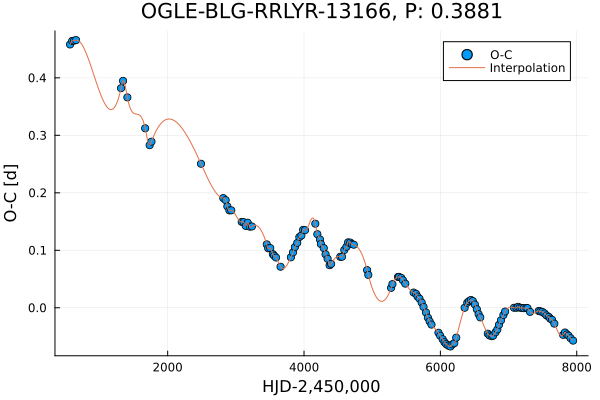 OGLE-BLG-RRLYR-13166, P: 0.3881
O-C
Interpolation
O-C [d]
0.4
0.3
0.2
0.1
0.0
2000 4000 6000 8000
HJD-2,450,000